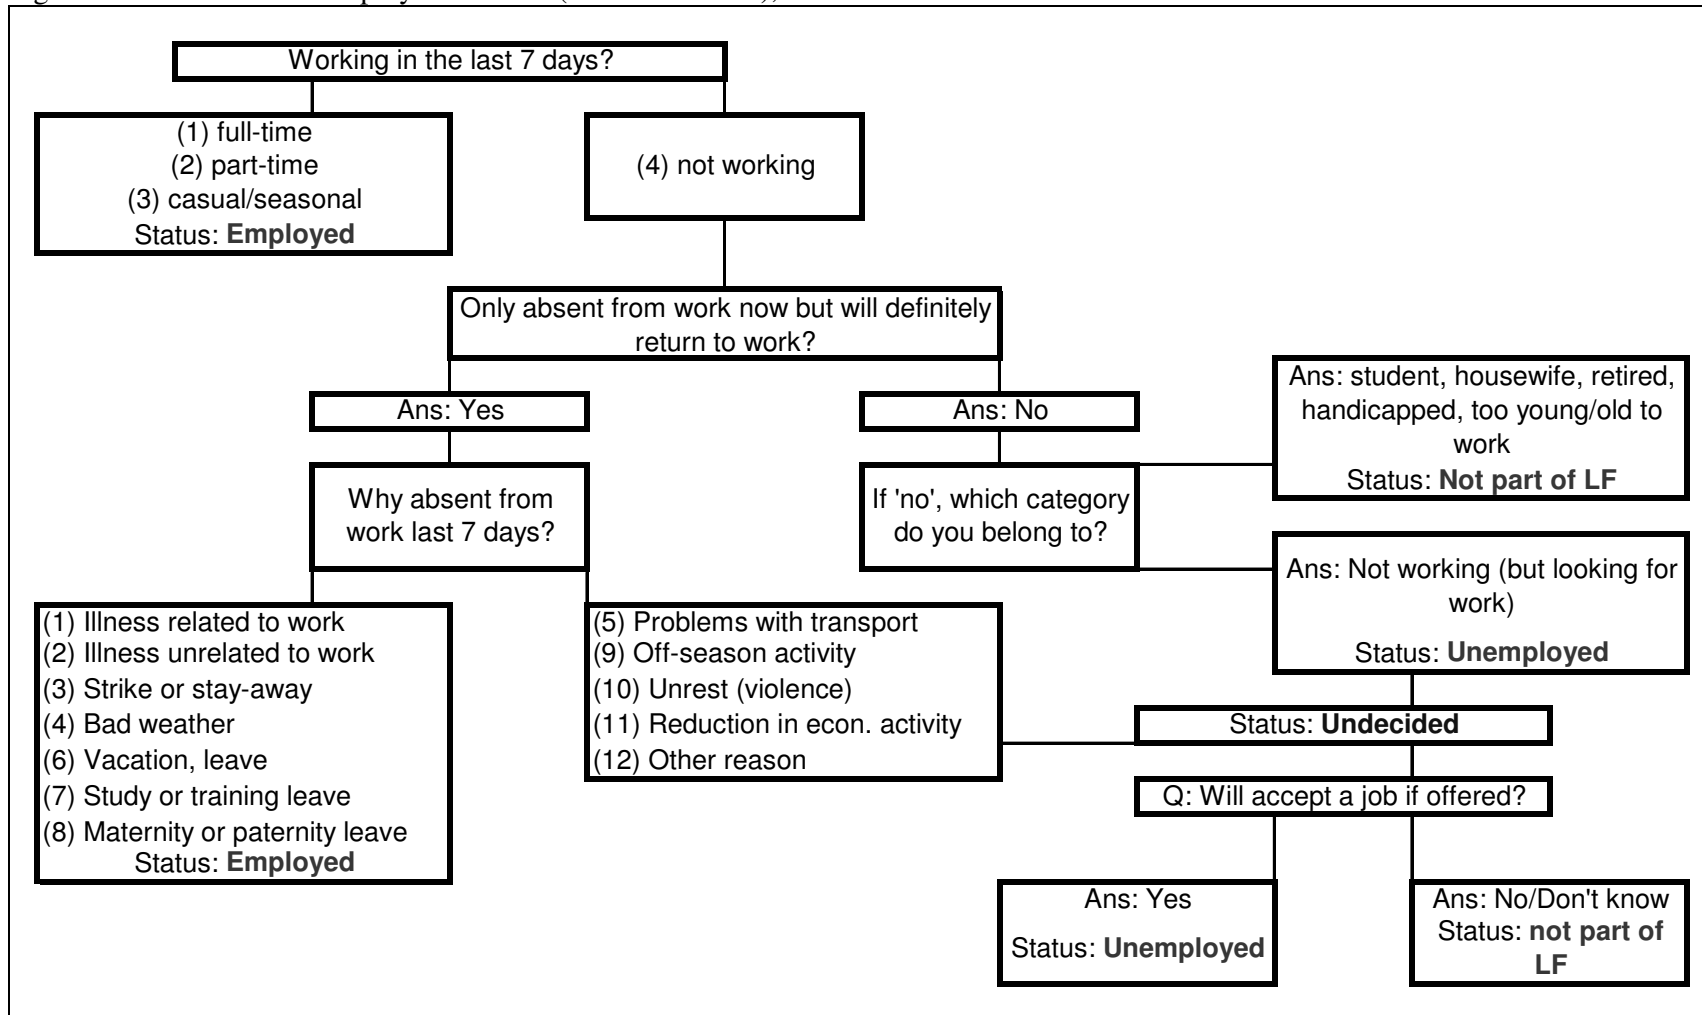 Working in the last 7 days?
(1) full-time
(2) part-time
(3) casual/seasonal
Status: Employed
(4) not working
Only absent from work now but will definitely
return to work?
Ans: Yes
Ans: No
Ans: student, housewife, retired,
handicapped, too young/old to
work
Status: Not part of LF
Why absent from
work last 7 days?
If 'no', which category
do you belong to?
Ans: Not working (but looking for
work)
Status: Unemployed
(1) Illness related to work
(2) Illness unrelated to work
(3) Strike or stay-away
(4) Bad weather
(6) Vacation, leave
(7) Study or training leave
(8) Maternity or paternity leave
Status: Employed
(5) Problems with transport
(9) Off-season activity
(10) Unrest (violence)
(11) Reduction in econ. activity
(12) Other reason
Status: Undecided
Q: Will accept a job if offered?
Ans: Yes
Status: Unemployed
Ans: No/Don't know
Status: not part of
LF